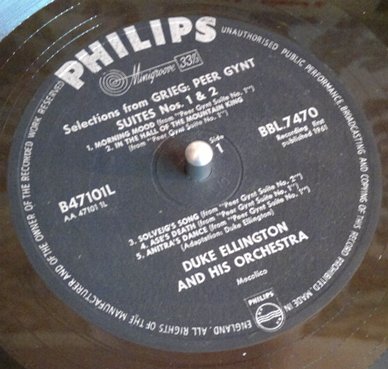 PHILIPS
Minigroove 33⅓
Selections from GRIEG: PEER GYNT
SUITES Nos. 1 & 2
1. MORNING MOOD (from "Peer Gynt Suite No. 1")
2. IN THE HALL OF THE MOUNTAIN KING
(from "Peer Gynt Suite No. 1")
Side
1
BBL.7470
Recording first
published 1961
B47101L
AA 47101 1L
3. SOLVEIG'S SONG (from "Peer Gynt Suite No. 2")
4. ASE'S DEATH (from "Peer Gynt Suite No. 1")
5. ANITRA'S DANCE (from "Peer Gynt Suite No. 1")
(Adaptation: Duke Ellington)
DUKE ELLINGTON
AND HIS ORCHESTRA
Mecolico
PHILIPS
ENGLAND. ALL RIGHTS OF THE MANUFACTURER AND OF THE OWNER OF THE RECORDED WORK RESERVED
UNAUTHORISED PUBLIC PERFORMANCE, BROADCASTING AND COPYING OF THIS RECORD PROHIBITED. MADE IN